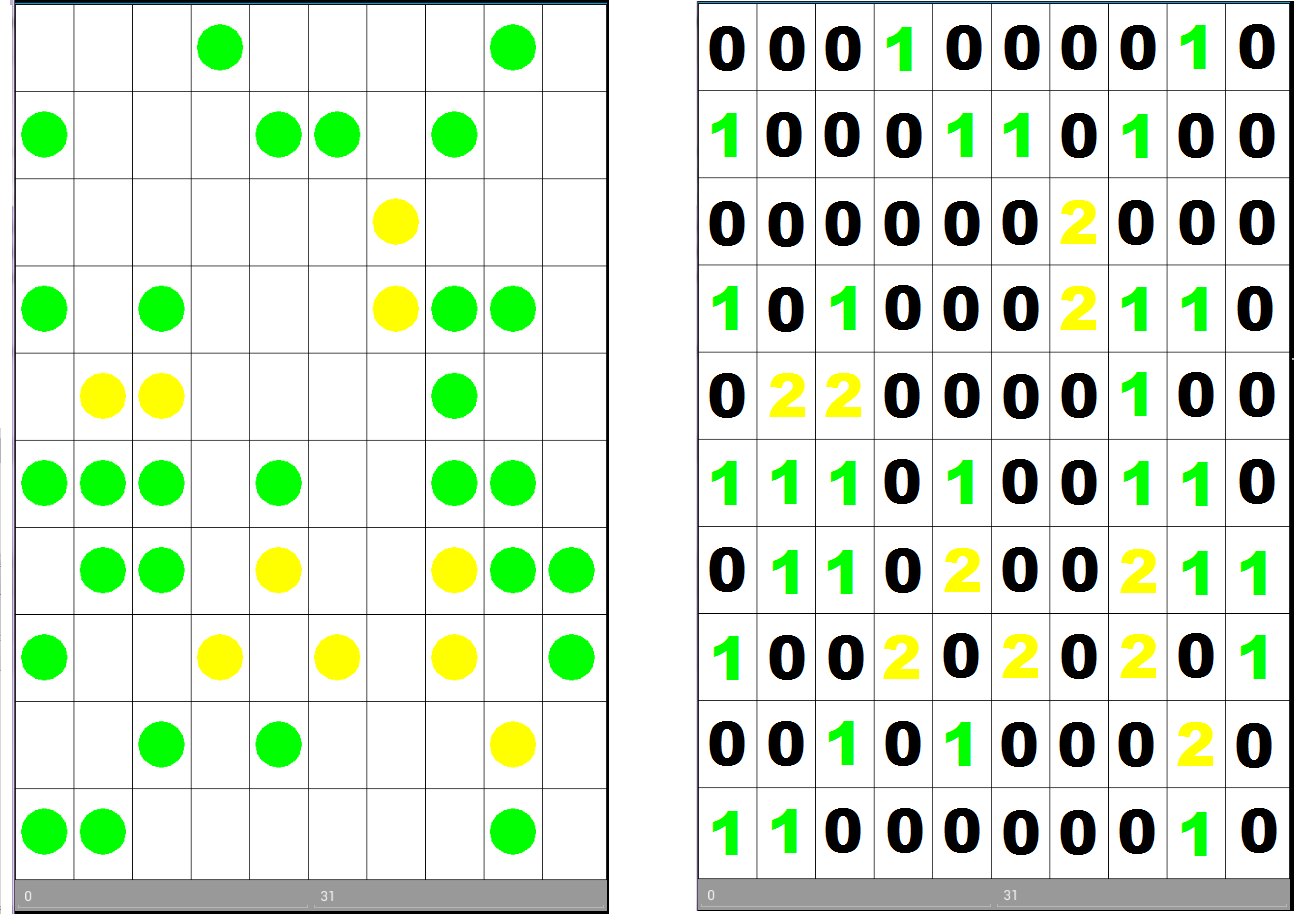 0 0 0 1 0 0 0 0 1 0
1 0 0 0 1 1 0 1 0 0
0 0 0 0 0 0 2 0 0 0
1 0 1 0 0 0 2 1 1 0
0 2 2 0 0 0 0 1 0 0
1 1 1 0 1 0 0 1 1 0
0 1 1 0 2 0 0 2 1 1
1 0 0 2 0 2 0 2 0 1
0 0 1 0 1 0 0 0 2 0
1 1 0 0 0 0 0 0 1 0
0 31 0 31